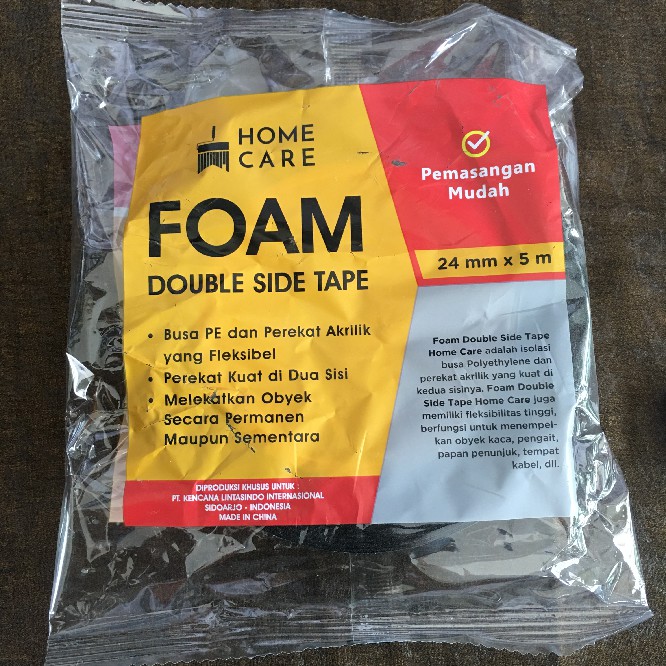 HOME
CARE
FOAM
DOUBLE SIDE TAPE
• Busa PE dan Perekat Akrilik
yang Fleksibel
• Perekat Kuat di Dua Sisi
• Melekatkan Obyek
Secara Permanen
Maupun Sementara
DIPRODUKSI KHUSUS UNTUK :
PT. KENCANA LINTASINDO INTERNASIONAL
SIDOARJO - INDONESIA
MADE IN CHINA
Pemasangan
Mudah
24 mm x 5 m
Foam Double Side Tape
Home Care adalah isolasi
busa Polyethylene dan
perekat akrilik yang kuat di
kedua sisinya. Foam Double
Side Tape Home Care juga
memiliki fleksibilitas tinggi,
berfungsi untuk menempel-
kan obyek kaca, pengait,
papan penunjuk, tempat
kabel, dll.